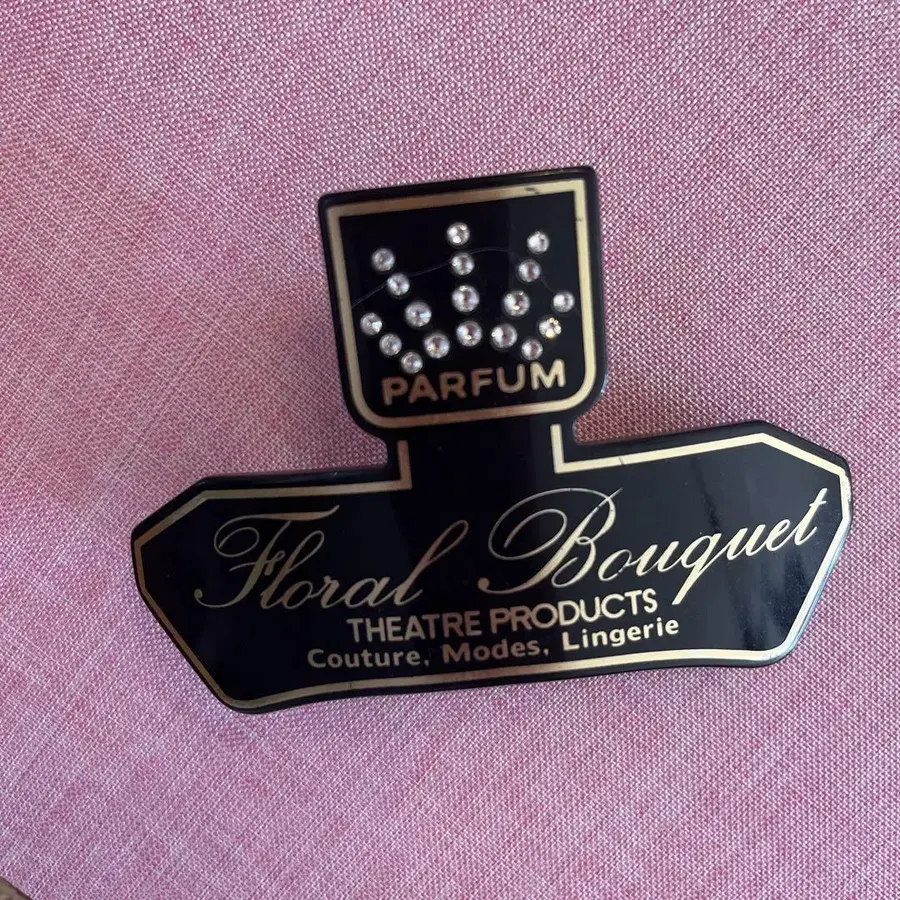 PARFUM
Floral Bouquet
THEATRE PRODUCTS
Couture, Modes, Lingerie